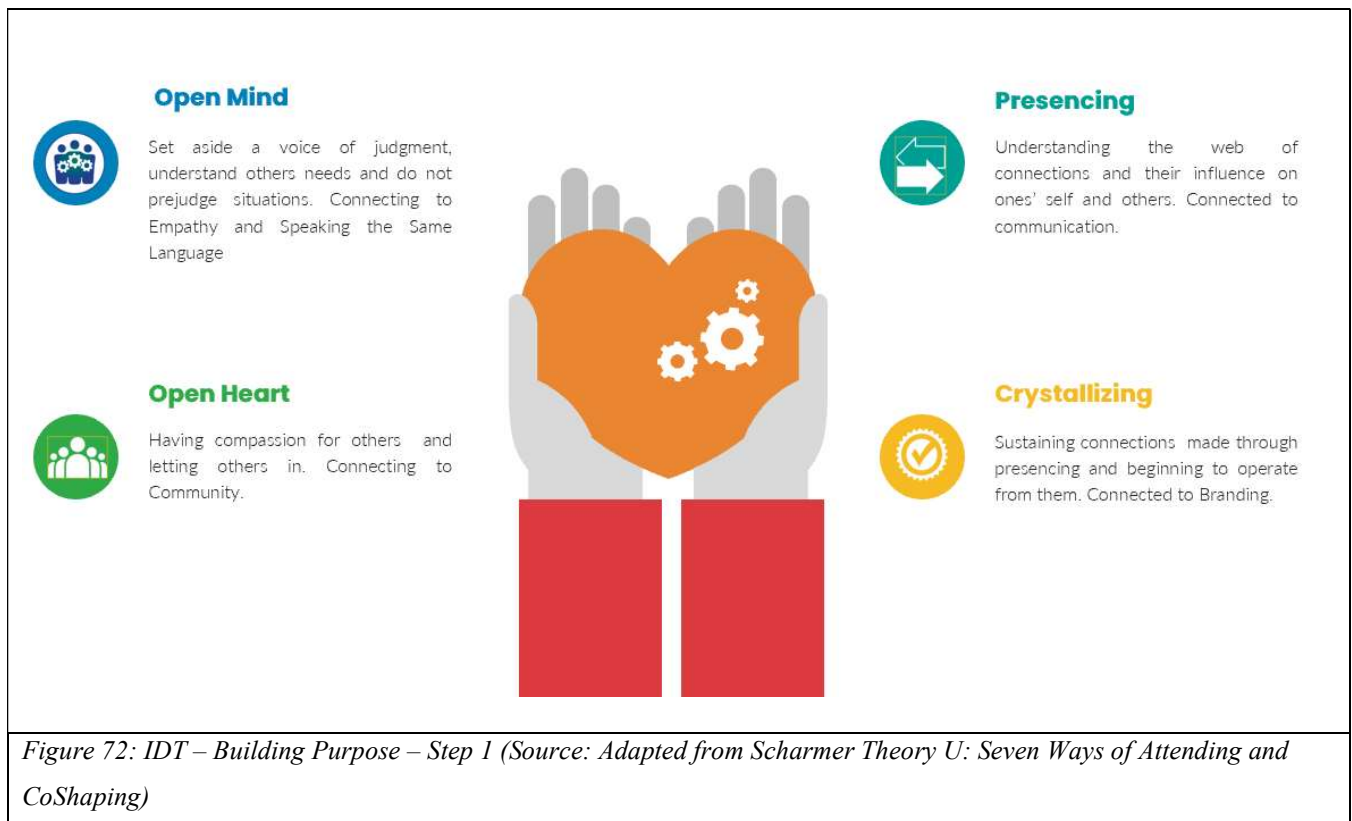 Open Mind
Set aside a voice of judgment,
understand others needs and do not
prejudge situations. Connecting to
Empathy and Speaking the Same
Language
Open Heart
Having compassion for others and
letting others in. Connecting to
Community.
Presencing
Understanding the web of
connections and their influence on
ones' self and others. Connected to
communication.
Crystallizing
Sustaining connections made through
presencing and beginning to operate
from them. Connected to Branding.
Figure 72: IDT – Building Purpose – Step 1 (Source: Adapted from Scharmer Theory U: Seven Ways of Attending and
CoShaping)